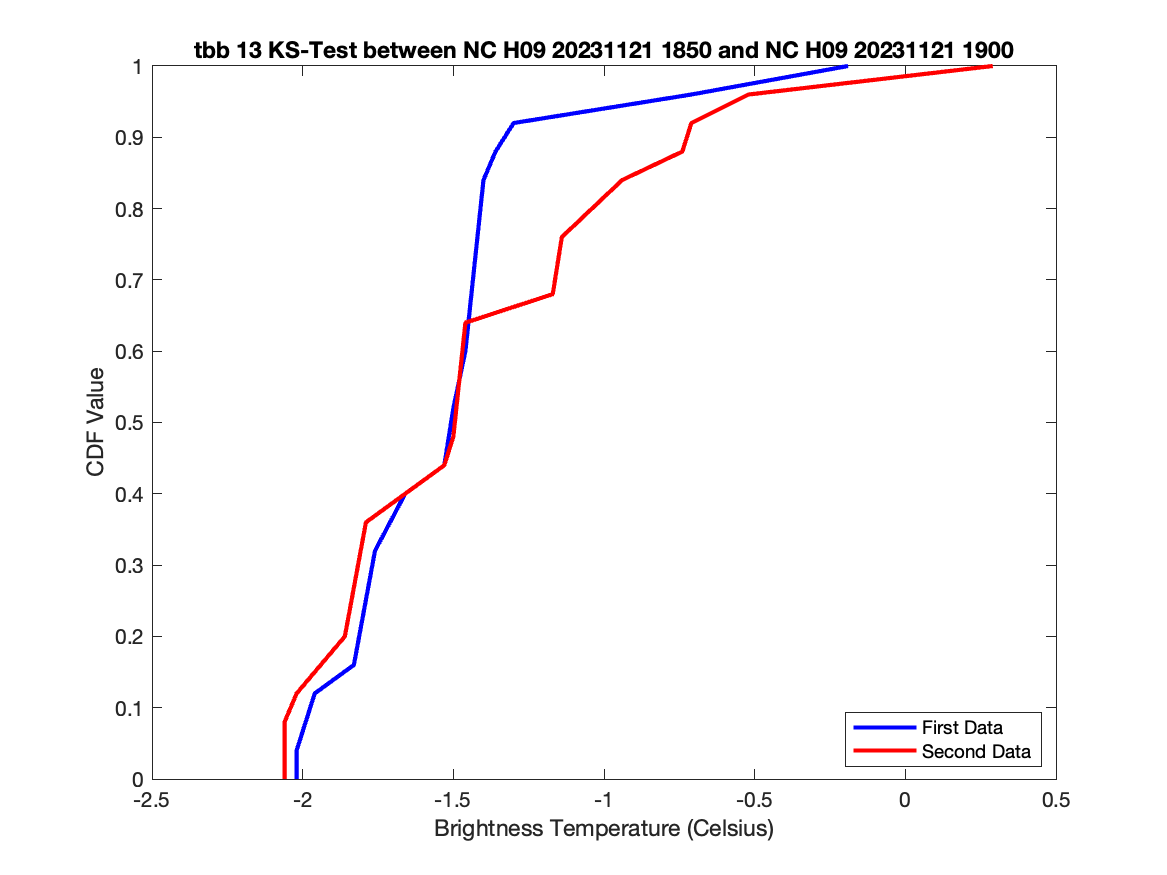 tbb 13 KS-Test between NC H09 20231121 1850 and NC H09 20231121 1900
1
0.9
0.8
0.7
0.6
0.5
0.4
0.3
0.2
0.1
0
CDF Value
First Data
Second Data
-2.5 -2 -1.5 -1 -0.5 0 0.5
Brightness Temperature (Celsius)